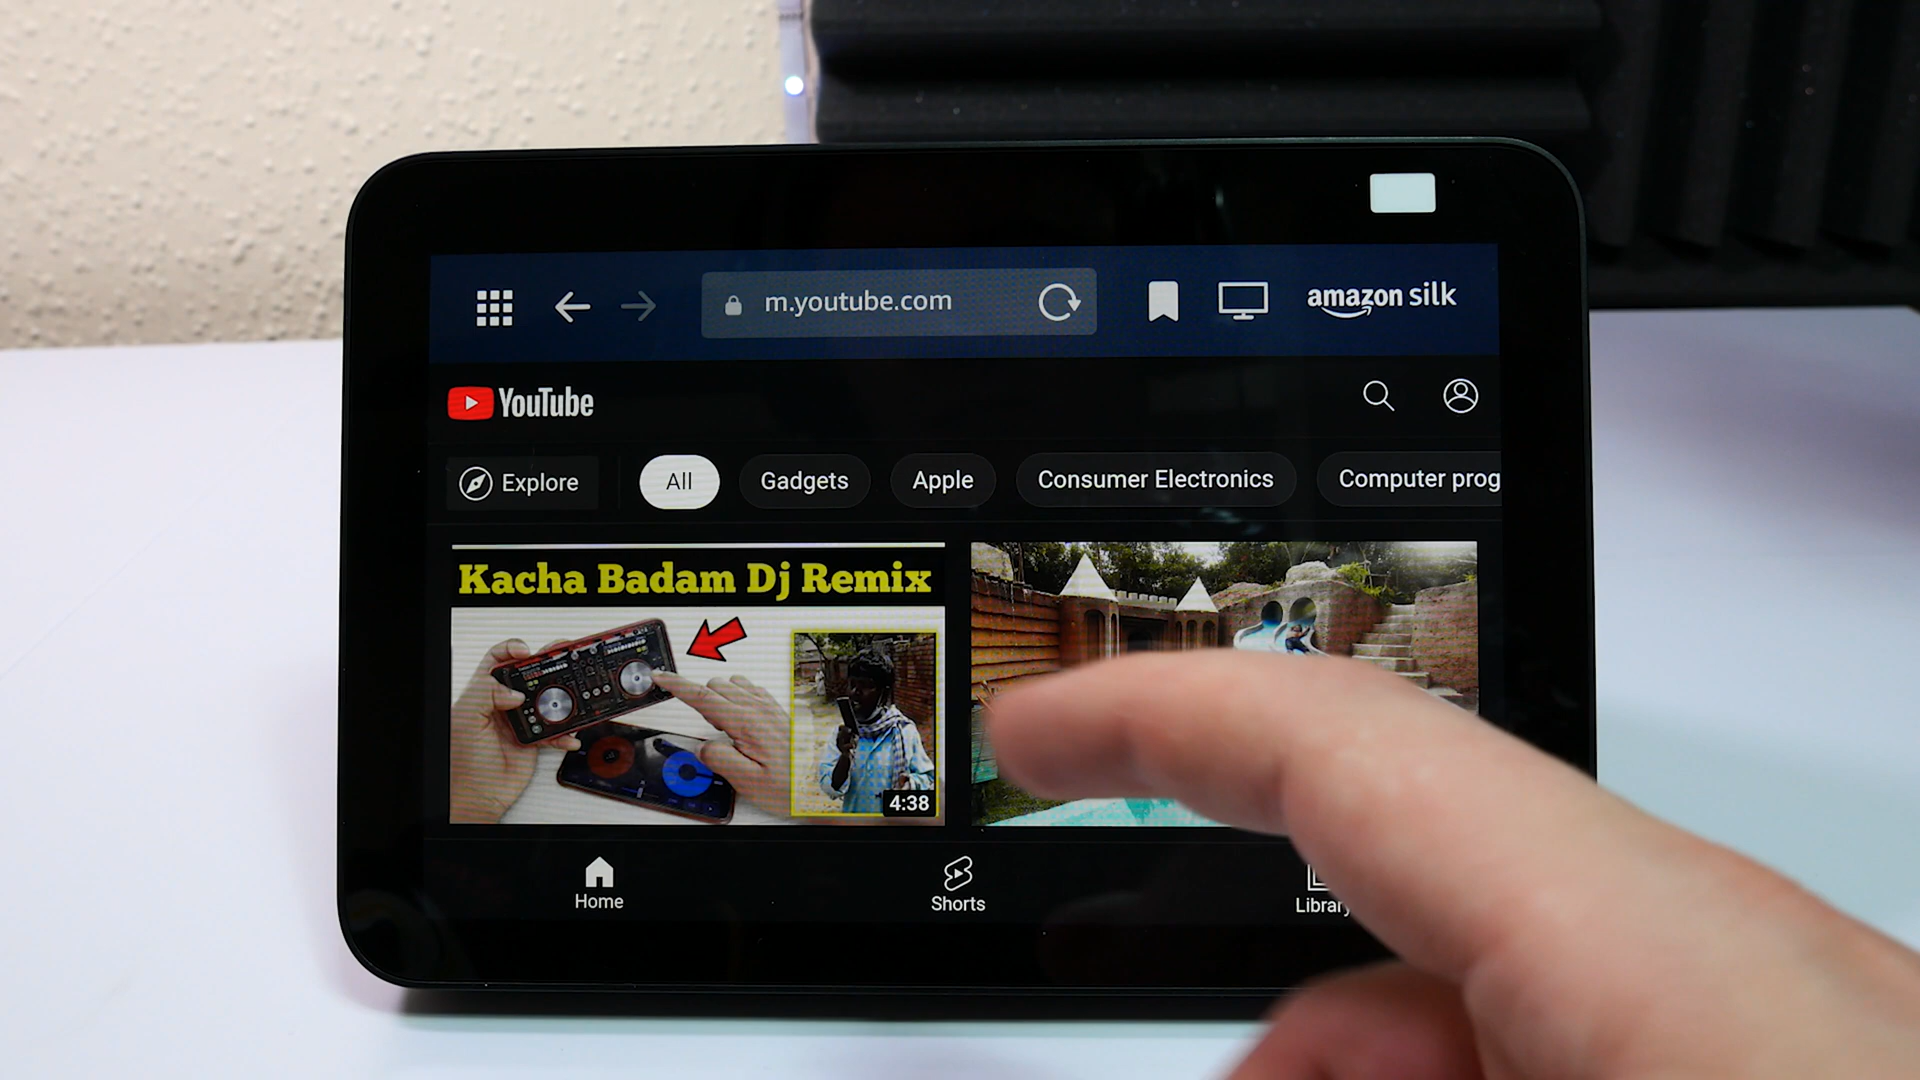 m.youtube.com
amazon silk
YouTube
Explore
All
Gadgets
Apple
Consumer Electronics
Computer prog
Kacha Badam Dj Remix
4:38
Home
Shorts
Library